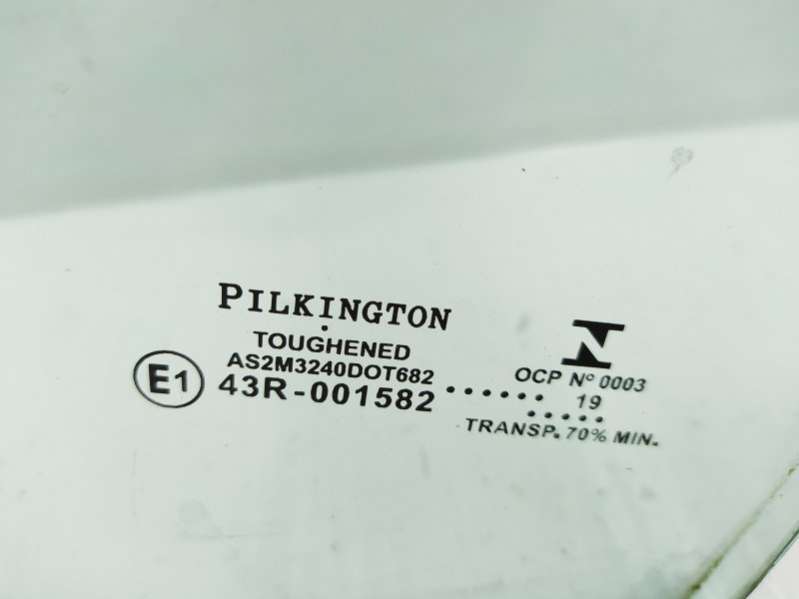 PILKINGTON
TOUGHENED
AS2M3240DOT682
E1
43R-001582
OCP Nº 0003
19
TRANSP. 70% MIN.